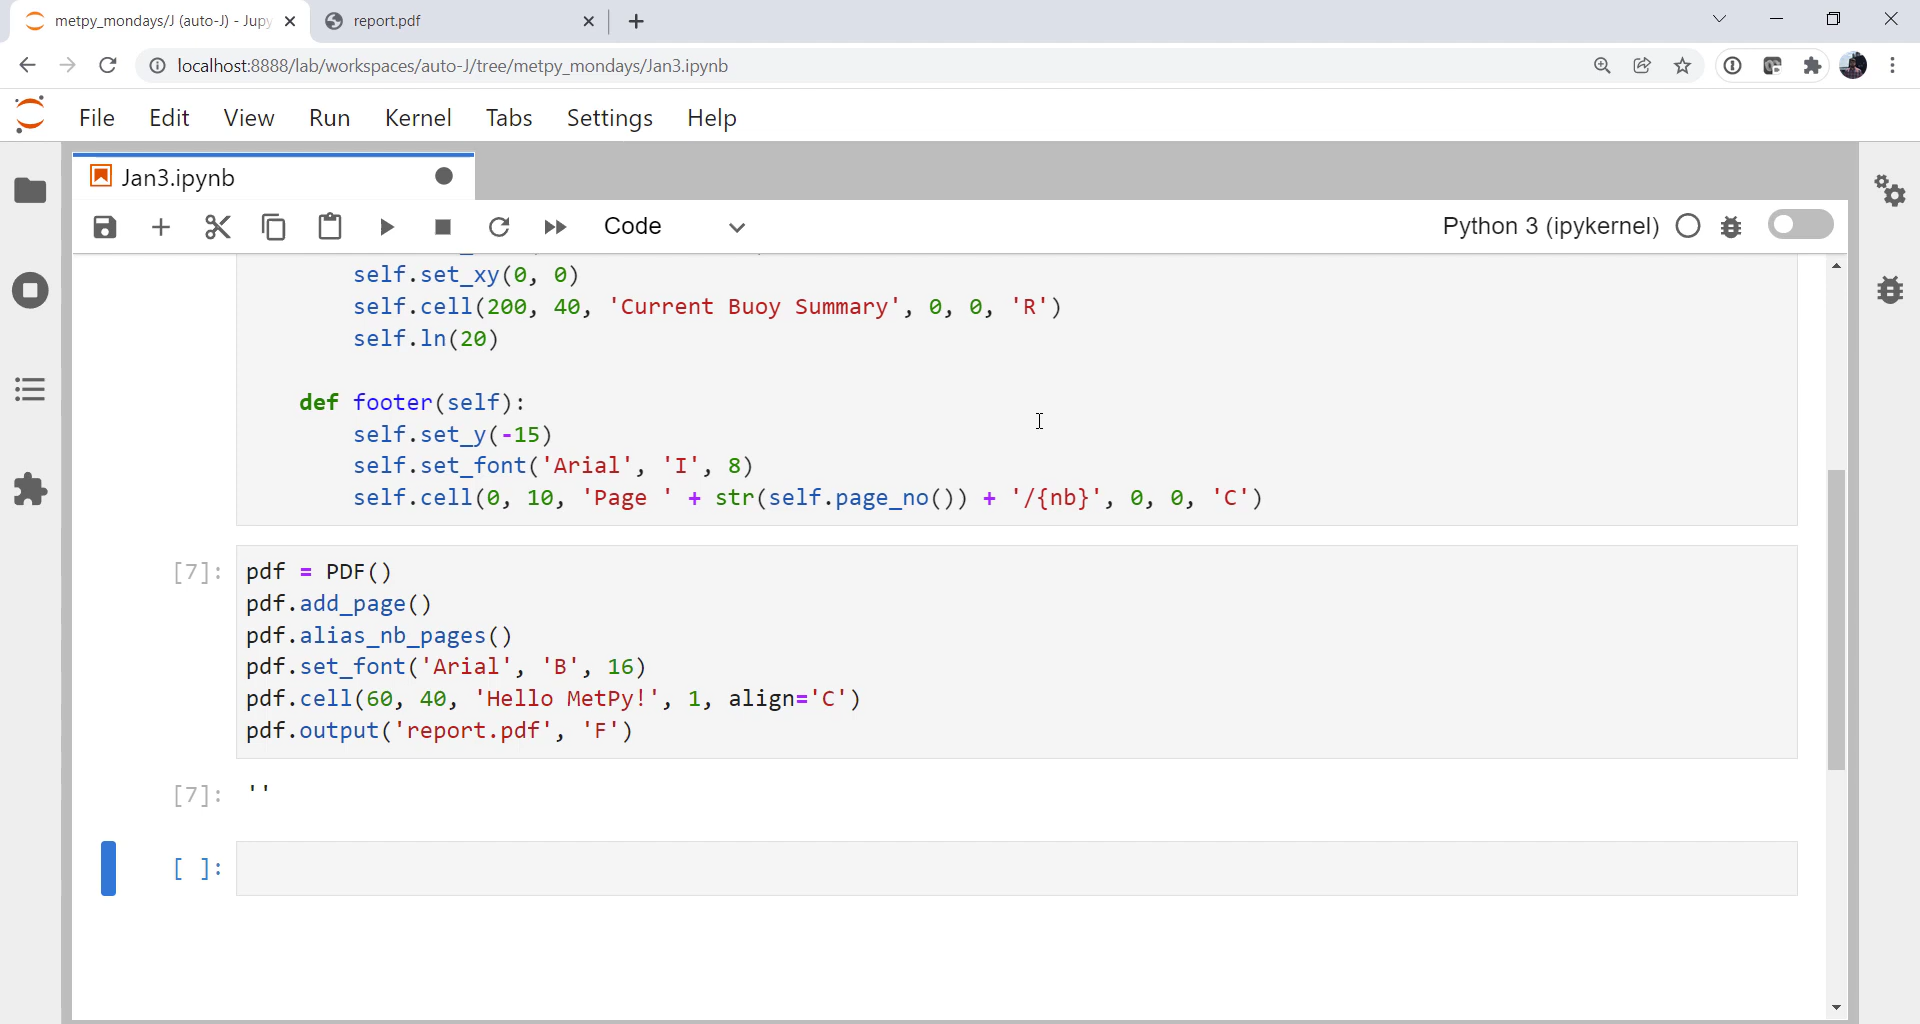 metpy_mondays/J (auto-J) - Jupy
report.pdf
localhost:8888/lab/workspaces/auto-J/tree/metpy_mondays/Jan3.ipynb
File Edit View Run Kernel Tabs Settings Help
Jan3.ipynb
Code
Python 3 (ipykernel)
self.set_xy(0, 0)
self.cell(200, 40, 'Current Buoy Summary', 0, 0, 'R')
self.ln(20)
def footer(self):
self.set_y(-15)
self.set_font('Arial', 'I', 8)
self.cell(0, 10, 'Page ' + str(self.page_no()) + '/{nb}', 0, 0, 'C')
[7]: pdf = PDF()
pdf.add_page()
pdf.alias_nb_pages()
pdf.set_font('Arial', 'B', 16)
pdf.cell(60, 40, 'Hello MetPy!', 1, align='C')
pdf.output('report.pdf', 'F')
[7]: ''
[ ]: